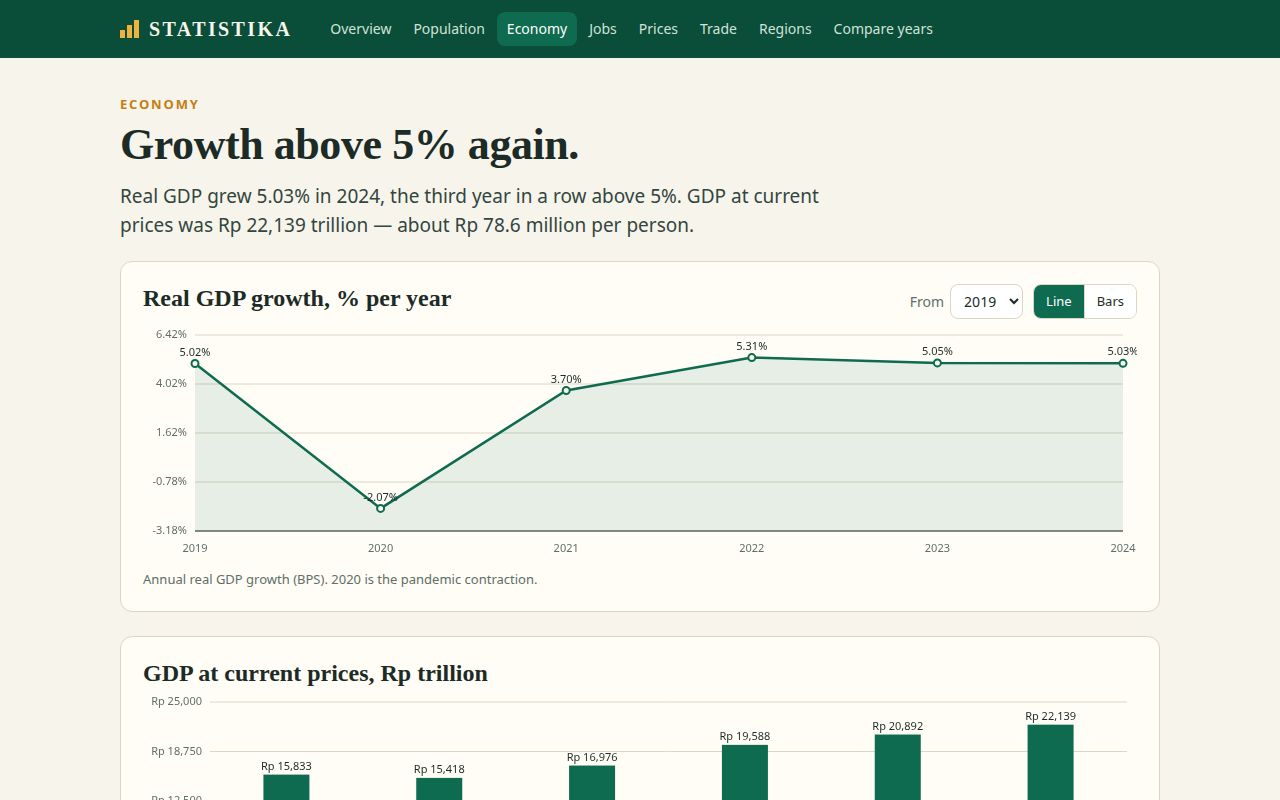 STATISTIKA Overview Population Economy Jobs Prices Trade Regions Compare years
ECONOMY
Growth above 5% again.
Real GDP grew 5.03% in 2024, the third year in a row above 5%. GDP at current
prices was Rp 22,139 trillion — about Rp 78.6 million per person.
Real GDP growth, % per year
From 2019 Line Bars
6.42%
5.02% 5.31% 5.05% 5.03%
4.02%
3.70%
1.62%
-0.78%
-2.07%
-3.18%
2019 2020 2021 2022 2023 2024
Annual real GDP growth (BPS). 2020 is the pandemic contraction.
GDP at current prices, Rp trillion
Rp 25,000
Rp 22,139
Rp 20,892
Rp 19,588
Rp 18,750
Rp 16,976
Rp 15,833 Rp 15,418
Rp 12,500